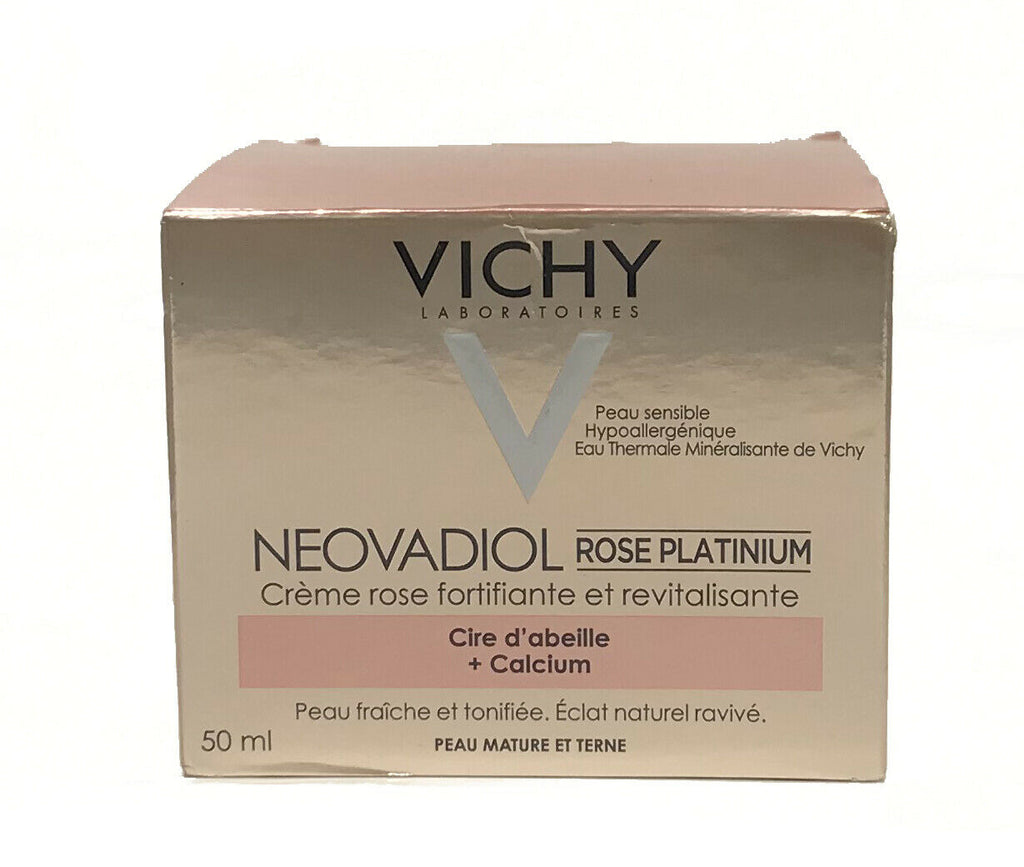 VICHY
LABORATOIRES
Peau sensible
Hypoallergénique
Eau Thermale Minéralisante de Vichy
NEOVADIOL ROSE PLATINIUM
Crème rose fortifiante et revitalisante
Cire d'abeille
+ Calcium
Peau fraîche et tonifiée. Éclat naturel ravivé.
50 ml PEAU MATURE ET TERNE